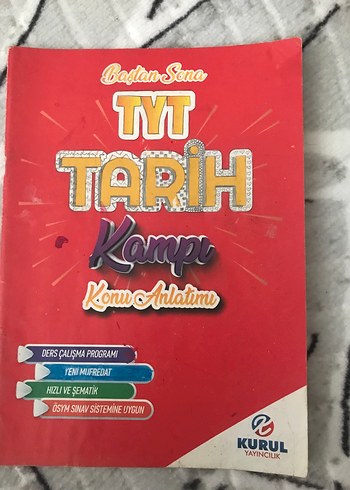 Baştan Sona
TYT
TARİH
Kampı
Konu Anlatımı
DERS ÇALIŞMA PROGRAMI
YENİ MÜFREDAT
HIZLI VE ŞEMATİK
ÖSYM SINAV SİSTEMİNE UYGUN
KURUL
YAYINCILIK